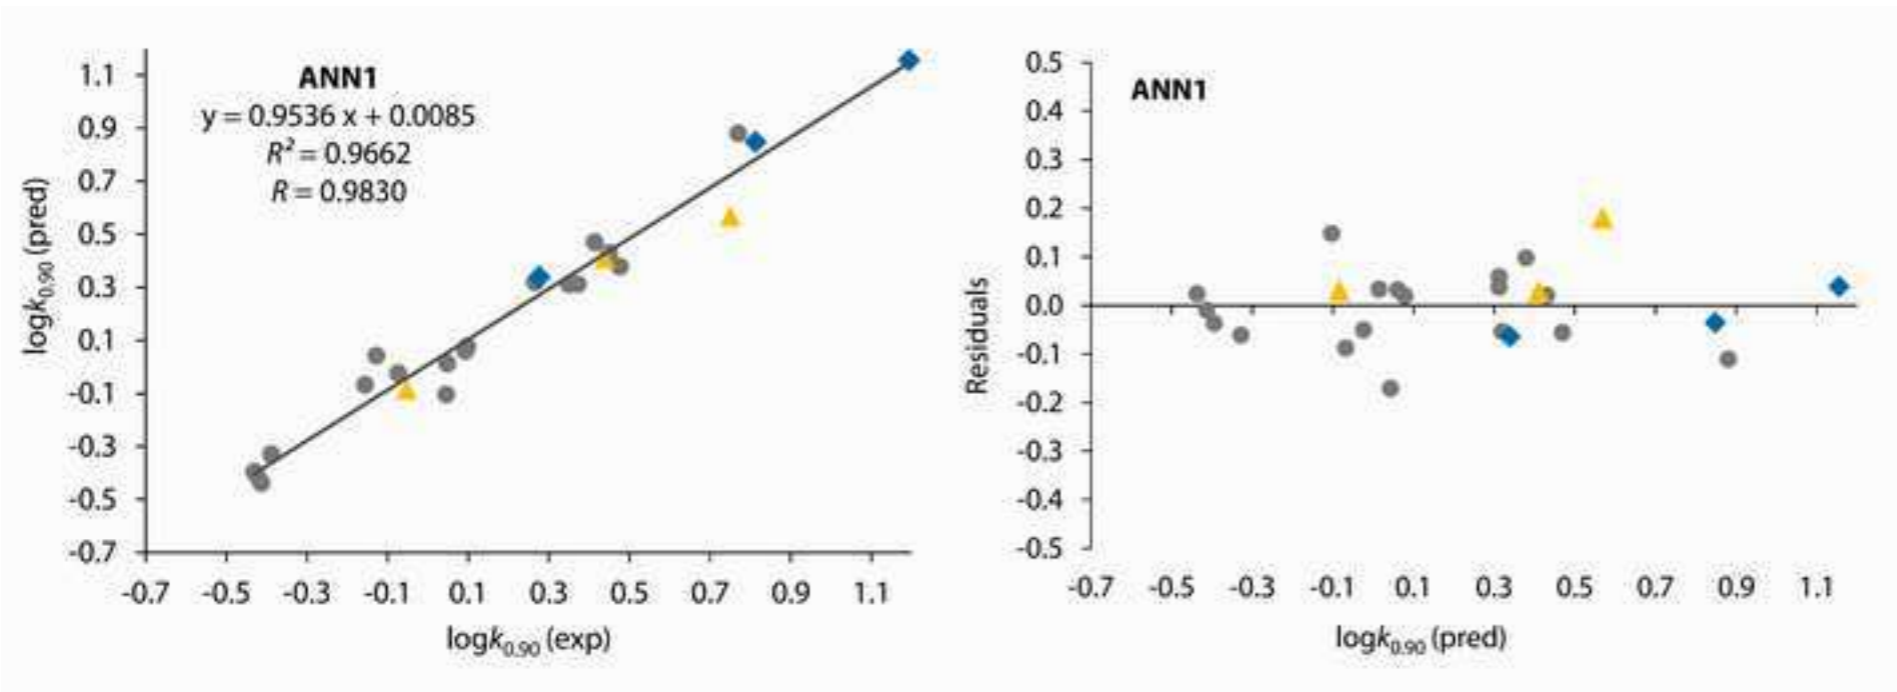 ANN1
y = 0.9536 x + 0.0085
R² = 0.9662
R = 0.9830
logk0.90 (pred)
1.1
0.9
0.7
0.5
0.3
0.1
-0.1
-0.3
-0.5
-0.7
-0.7 -0.5 -0.3 -0.1 0.1 0.3 0.5 0.7 0.9 1.1
logk0.90 (exp)
ANN1
Residuals
0.5
0.4
0.3
0.2
0.1
0.0
-0.1
-0.2
-0.3
-0.4
-0.5
-0.7 -0.5 -0.3 -0.1 0.1 0.3 0.5 0.7 0.9 1.1
logk0.90 (pred)